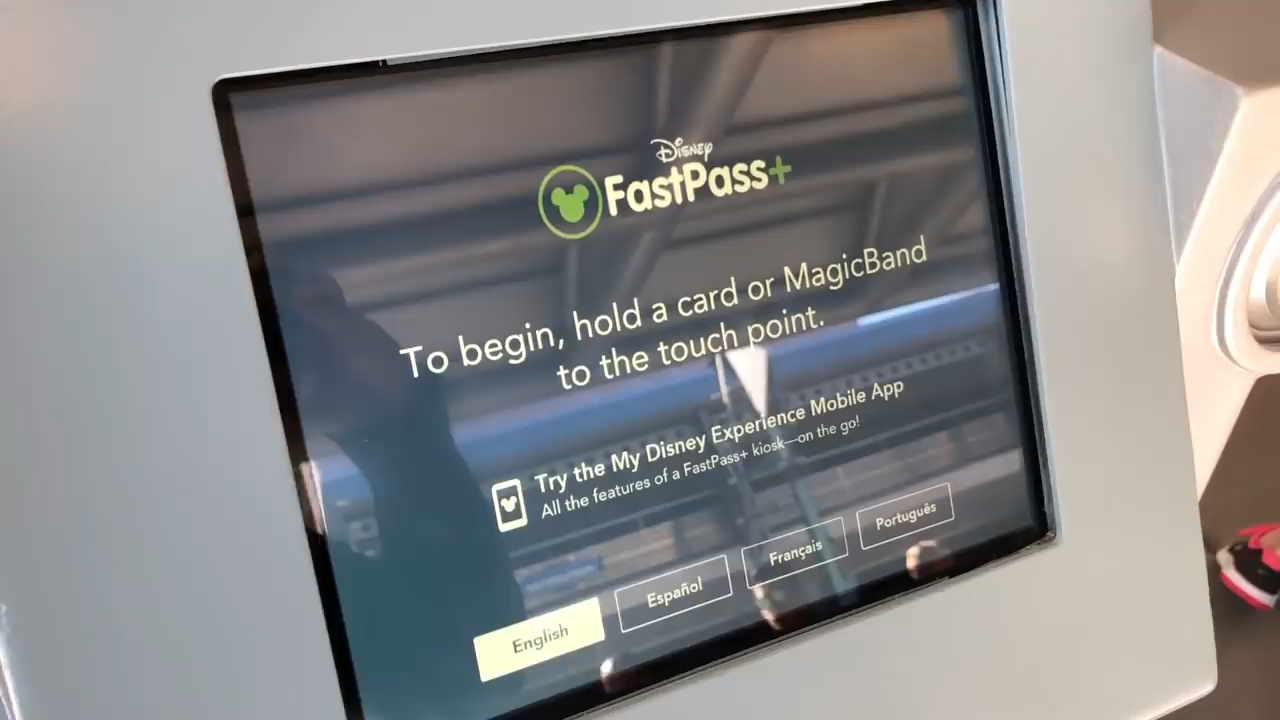 Disney
FastPass+
To begin, hold a card or MagicBand
to the touch point.
Try the My Disney Experience Mobile App
All the features of a FastPass+ kiosk—on the go!
English
Español
Français
Português